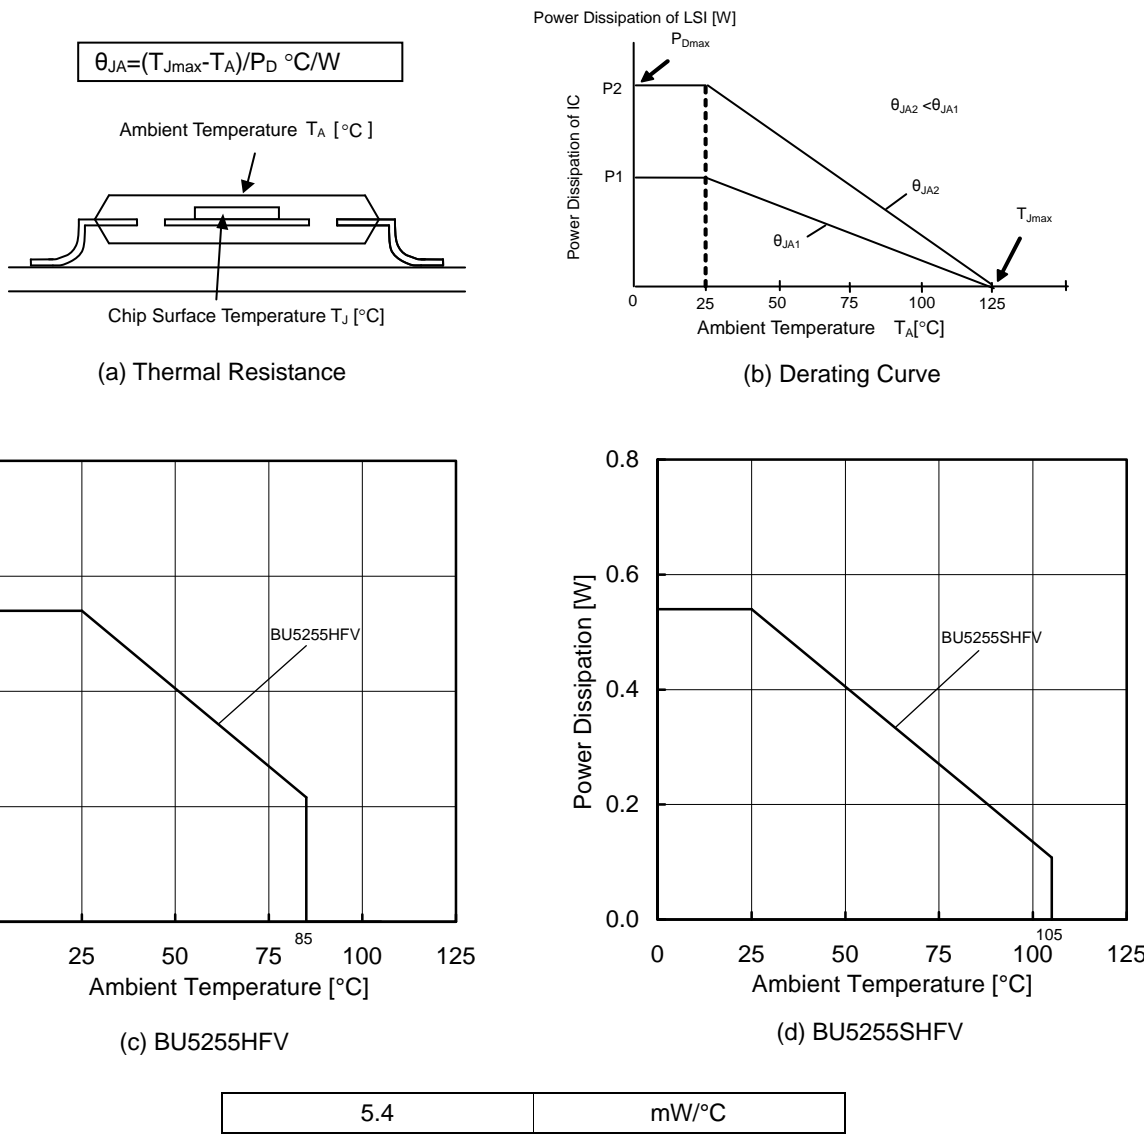 θJA=(TJmax-TA)/PD °C/W
Ambient Temperature TA [ °C ]
Chip Surface Temperature TJ [°C]
(a) Thermal Resistance
Power Dissipation of LSI [W]
PDmax
P2
P1
Power Dissipation of IC
θJA2 <θJA1
θJA2
θJA1
TJmax
0 25 50 75 100 125
Ambient Temperature TA[°C]
(b) Derating Curve
BU5255HFV
85
25 50 75 100 125
Ambient Temperature [°C]
(c) BU5255HFV
0.8
0.6
0.4
0.2
0.0
Power Dissipation [W]
BU5255SHFV
105
0 25 50 75 100 125
Ambient Temperature [°C]
(d) BU5255SHFV
5.4 mW/°C